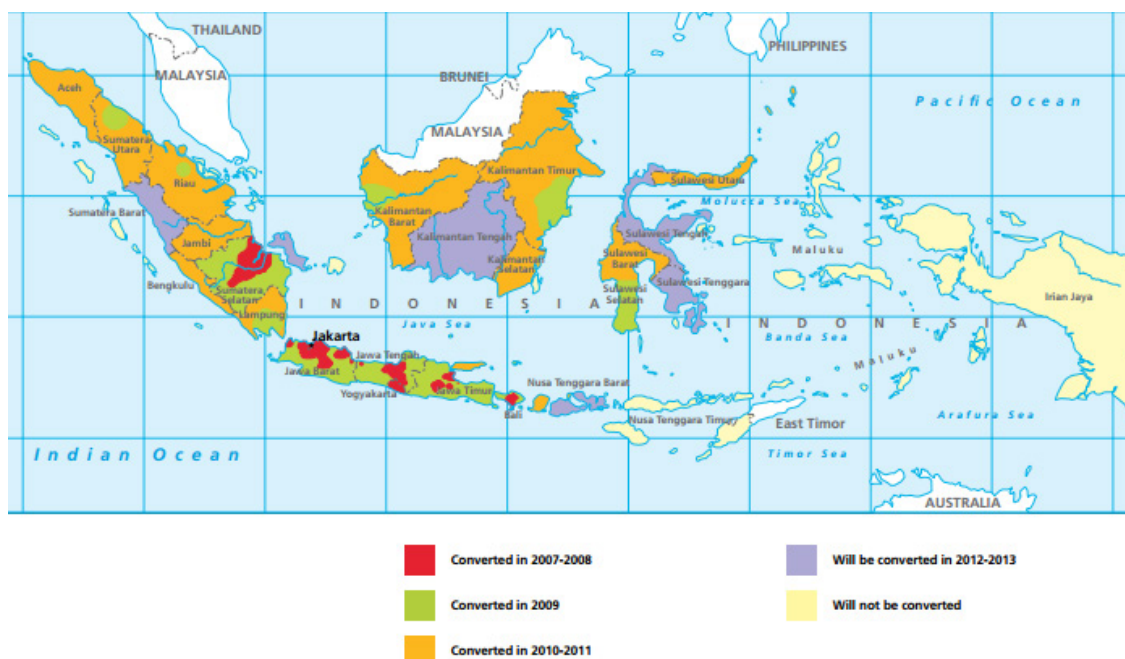 THAILAND
PHILIPPINES
MALAYSIA
BRUNEI
Aceh
Pacific Ocean
MALAYSIA
Sumatera
Utara
Kalimantan Timur
Riau
Sulawesi Utara
Molucca Sea
Sumatera Barat
Kalimantan
Barat
Kalimantan Tengah
Sulawesi Tengah
Jambi
Maluku
Kalimantan
Selatan
Sulawesi
Barat
Sulawesi Tenggara
Bengkulu
Sumatera
Selatan
Sulawesi
Selatan
Irian Jaya
INDONESIA
Lampung
Java Sea
INDONESIA
Banda Sea
Jakarta
Jawa Tengah
Maluku
Jawa Barat
Nusa Tenggara Barat
Yogyakarta
Jawa Timur
Bali
Nusa Tenggara Timur
East Timor
Arafura Sea
Indian Ocean
Timor Sea
AUSTRALIA
Converted in 2007-2008
Will be converted in 2012-2013
Converted in 2009
Will not be converted
Converted in 2010-2011